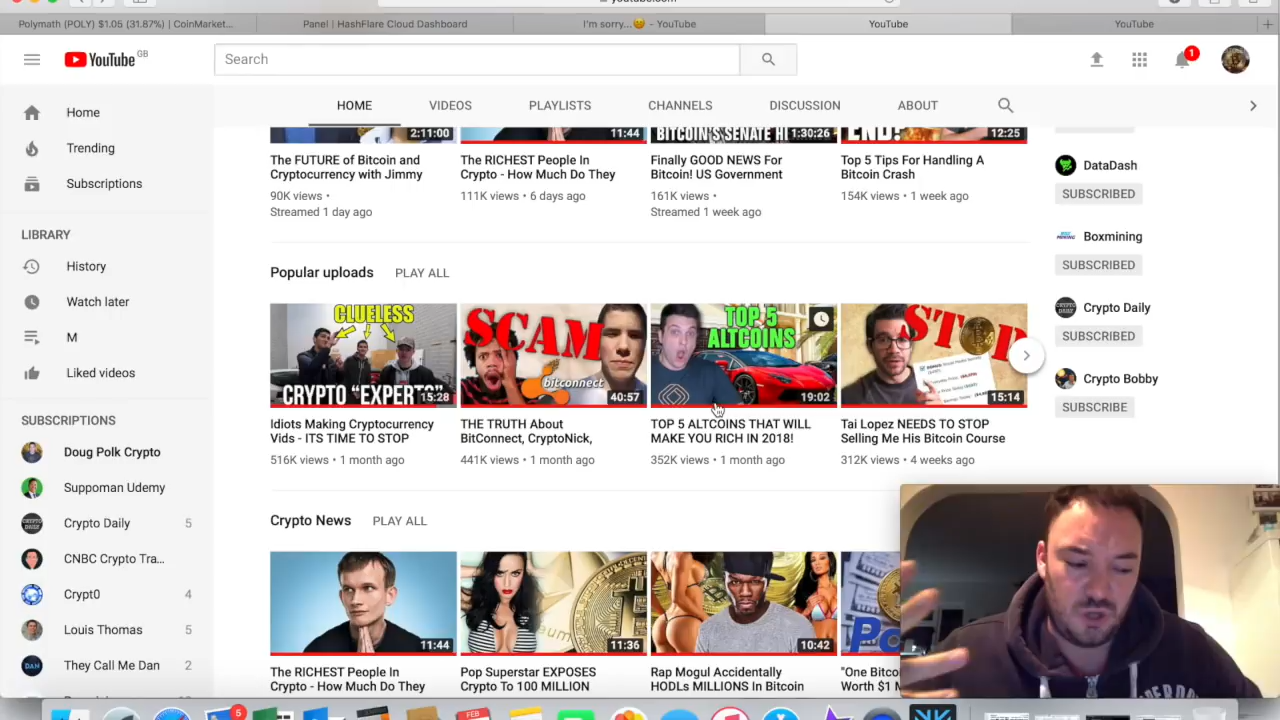 Polymath (POLY) $1.06 (31.87%) | CoinMarket...
Panel | HashFlare Cloud Dashboard
I'm sorry...😔 - YouTube
YouTube
YouTube
YouTube GB
Search
1
HOME
VIDEOS
PLAYLISTS
CHANNELS
DISCUSSION
ABOUT
Home
Trending
Subscriptions
LIBRARY
History
Watch later
M
Liked videos
SUBSCRIPTIONS
Doug Polk Crypto
Suppoman Udemy
Crypto Daily 5
CNBC Crypto Tra...
Crypt0 4
Louis Thomas 5
They Call Me Dan 2
2:11:00
11:44
BITCOIN'S SENATE HI
1:30:26
END!
12:25
The FUTURE of Bitcoin and
Cryptocurrency with Jimmy
90K views •
Streamed 1 day ago
The RICHEST People In
Crypto - How Much Do They
111K views • 6 days ago
Finally GOOD NEWS For
Bitcoin! US Government
161K views •
Streamed 1 week ago
Top 5 Tips For Handling A
Bitcoin Crash
154K views • 1 week ago
Popular uploads
PLAY ALL
CLUELESS
CRYPTO "EXPERTS"
15:28
SCAM
bitconnect
40:57
TOP 5
ALTCOINS
19:02
STOP
15:14
Idiots Making Cryptocurrency
Vids - ITS TIME TO STOP
516K views • 1 month ago
THE TRUTH About
BitConnect, CryptoNick,
441K views • 1 month ago
TOP 5 ALTCOINS THAT WILL
MAKE YOU RICH IN 2018!
352K views • 1 month ago
Tai Lopez NEEDS TO STOP
Selling Me His Bitcoin Course
312K views • 4 weeks ago
Crypto News
PLAY ALL
11:44
11:36
10:42
The RICHEST People In
Crypto - How Much Do They
Pop Superstar EXPOSES
Crypto To 100 MILLION
Rap Mogul Accidentally
HODLs MILLIONS In Bitcoin
"One Bitco
Worth $1 M
DataDash
SUBSCRIBED
Boxmining
SUBSCRIBED
CRYPTO
DAILY
Crypto Daily
SUBSCRIBED
Crypto Bobby
SUBSCRIBE
DAN
5
FEB